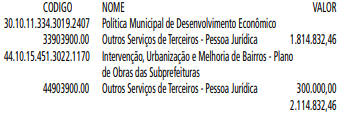 CODIGO NOME VALOR
30.10.11.334.3019.2407 Política Municipal de Desenvolvimento Econômico
33903900.00 Outros Serviços de Terceiros - Pessoa Jurídica 1.814.832,46
44.10.15.451.3022.1170 Intervenção, Urbanização e Melhoria de Bairros - Plano
de Obras das Subprefeituras
44903900.00 Outros Serviços de Terceiros - Pessoa Jurídica 300.000,00
2.114.832,46